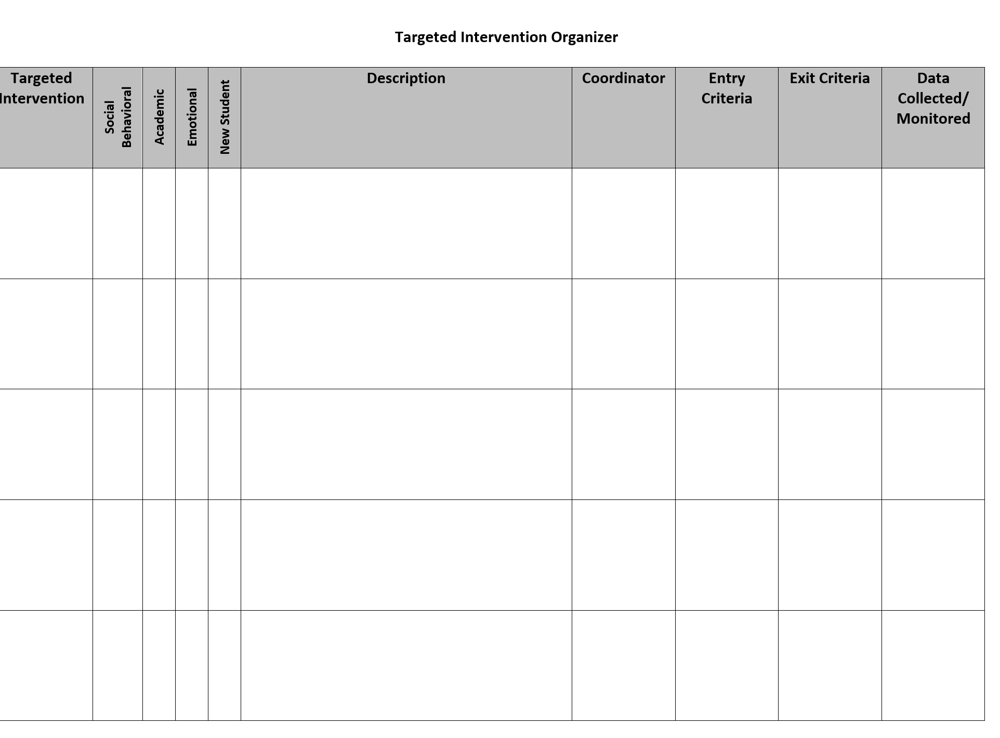 Targeted Intervention Organizer
Targeted
Intervention
Social
Behavioral
Academic
Emotional
New Student
Description
Coordinator
Entry
Criteria
Exit Criteria
Data
Collected/
Monitored